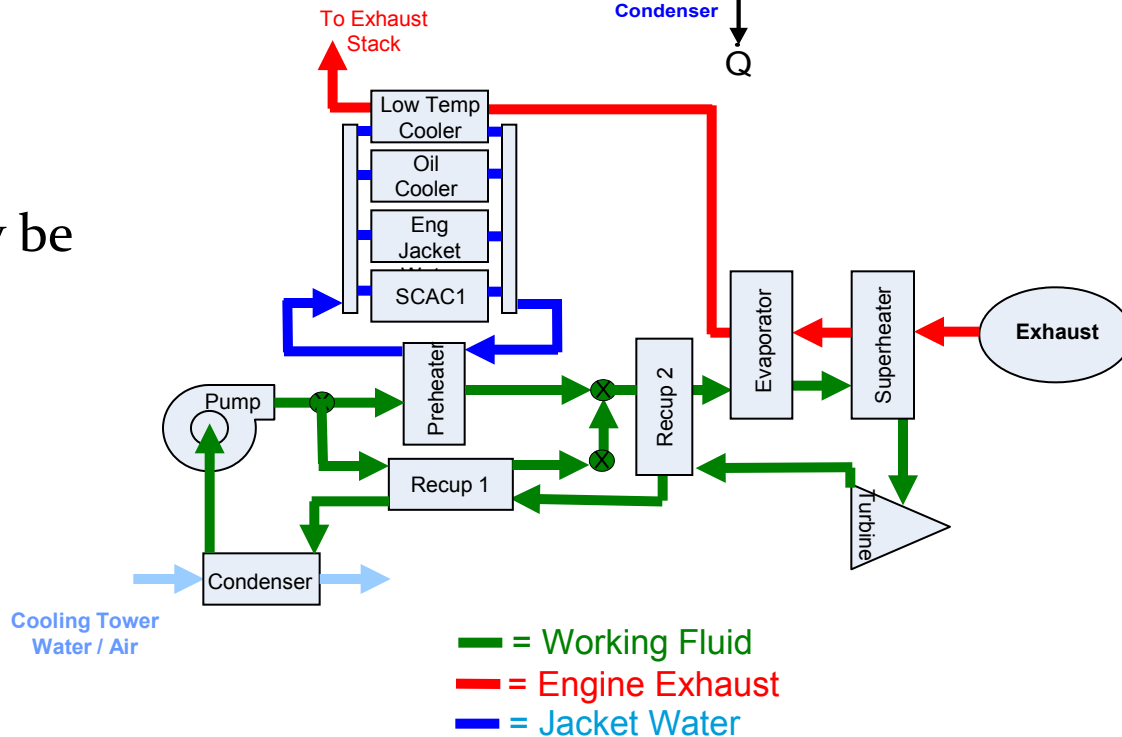 Condenser
Q
To Exhaust
Stack
Low Temp
Cooler
Oil
Cooler
y be
Eng
Jacket
SCAC1
Evaporator
Superheater
Exhaust
Preheater
Recup 2
Pump
X
X
X
Recup 1
Turbine
Condenser
Cooling Tower
Water / Air
= Working Fluid
= Engine Exhaust
= Jacket Water